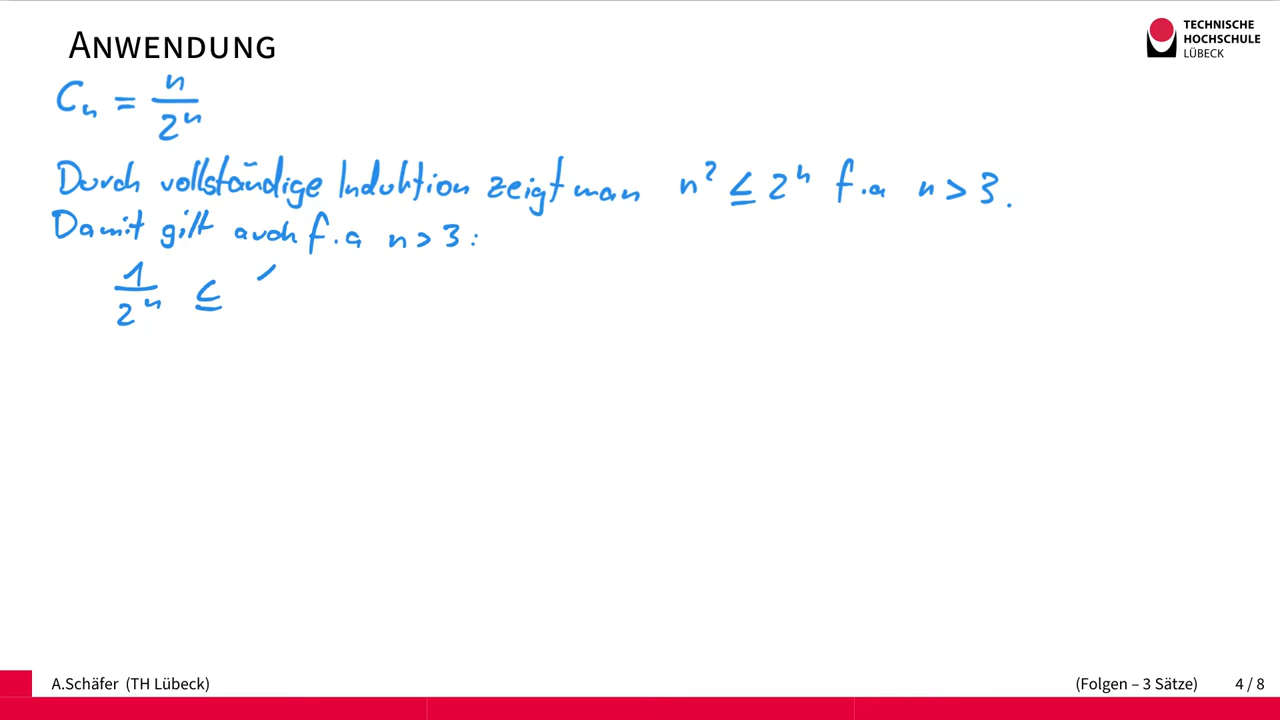 ANWENDUNG
TECHNISCHE
HOCHSCHULE
LÜBECK
Cₙ = n/2ⁿ
Durch vollständige Induktion zeigt man n² ≤ 2ⁿ f.a n > 3.
Damit gilt auch f.a n > 3:
1/2ⁿ ≤
A.Schäfer (TH Lübeck)
(Folgen – 3 Sätze)
4 / 8